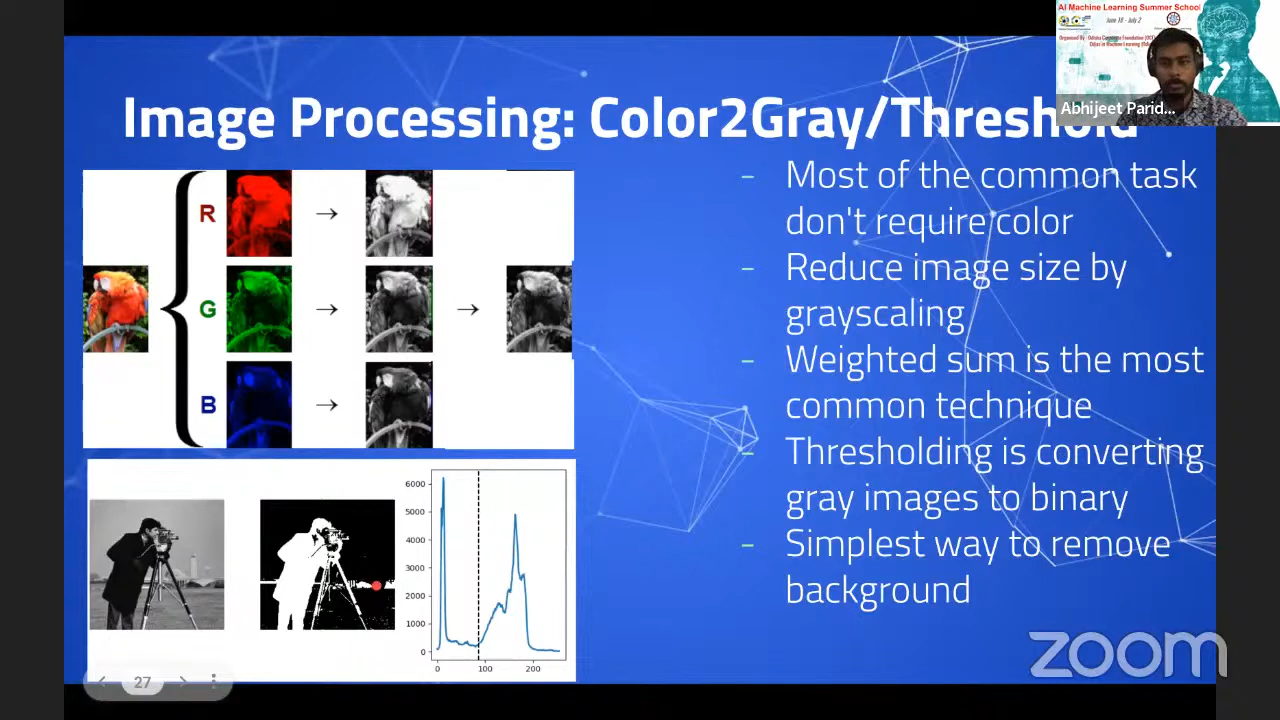 AI Machine Learning Summer School
June 18 - July 2
Abhijeet Parid...
Image Processing: Color2Gray/Threshold
R
G
B
- Most of the common task
don't require color
- Reduce image size by
grayscaling
- Weighted sum is the most
common technique
- Thresholding is converting
gray images to binary
- Simplest way to remove
background
6000
5000
4000
3000
2000
1000
0
0 100 200
27
zoom